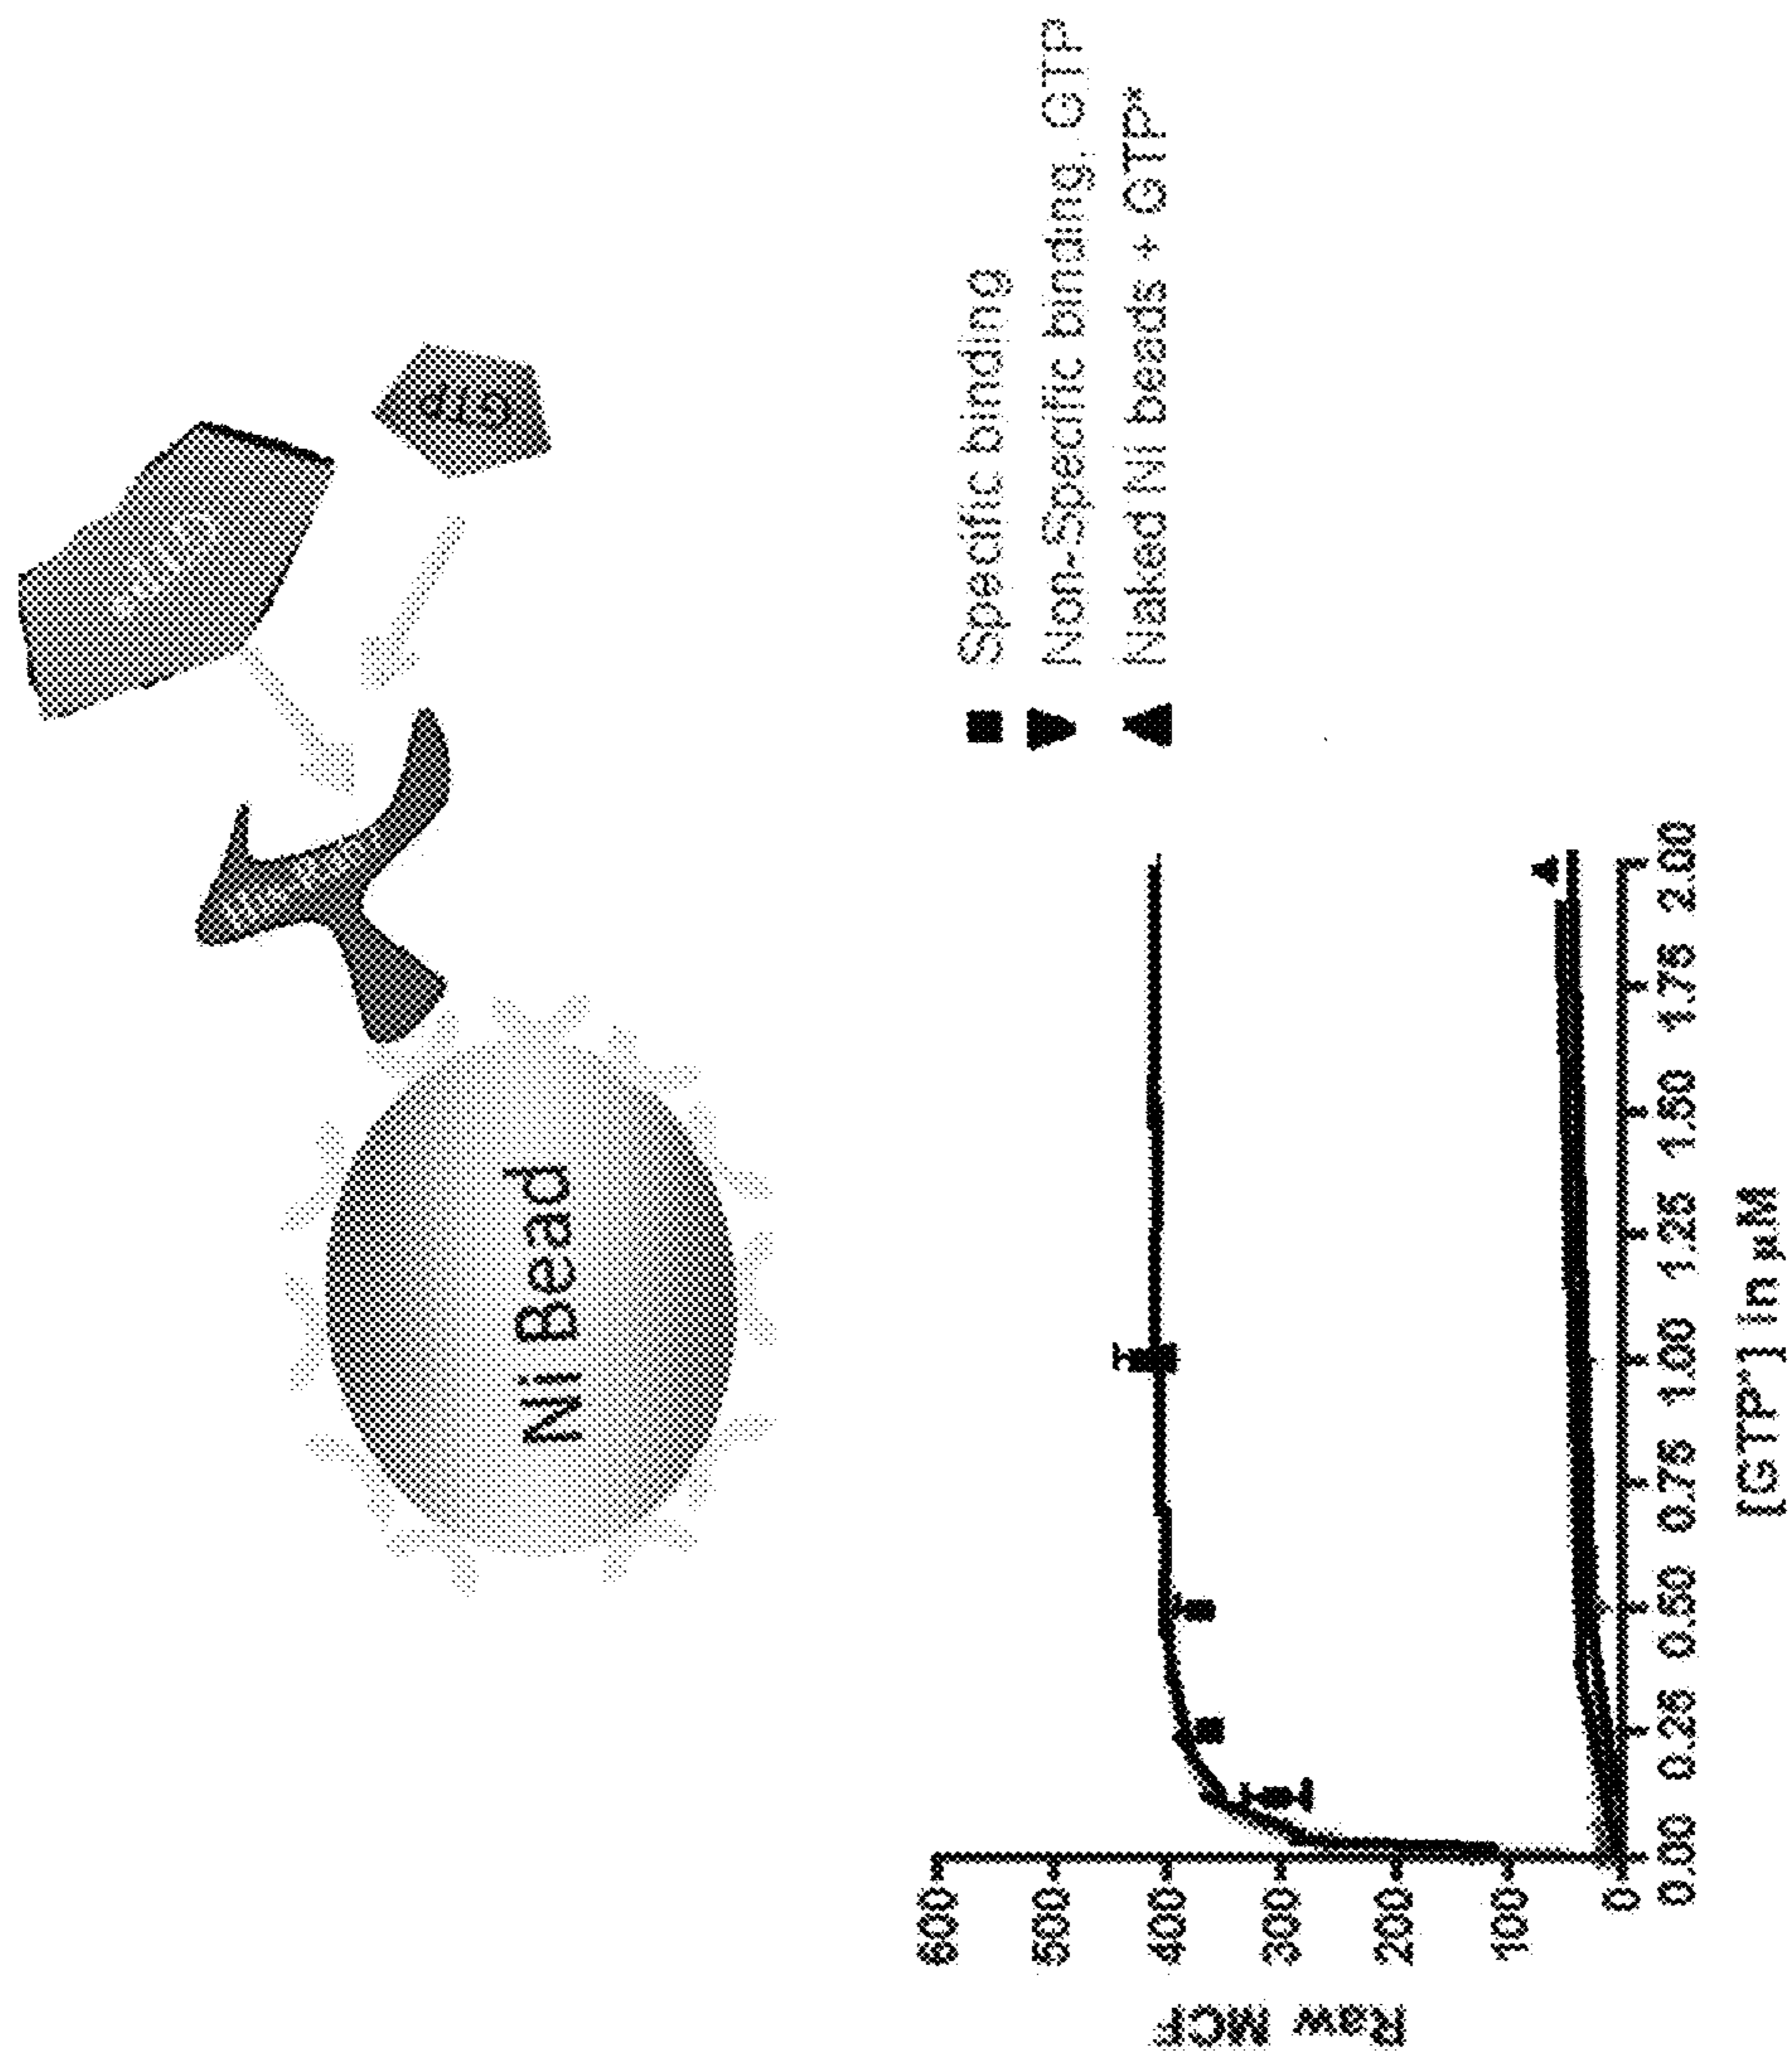 Ni Bead
GTP
Specific binding
Non-Specific binding, GTP
Naked Ni beads + GTP*
Raw MCF
600
500
400
300
200
100
0
0.00 0.25 0.50 0.75 1.00 1.25 1.50 1.75 2.00
[GTP*] in µM